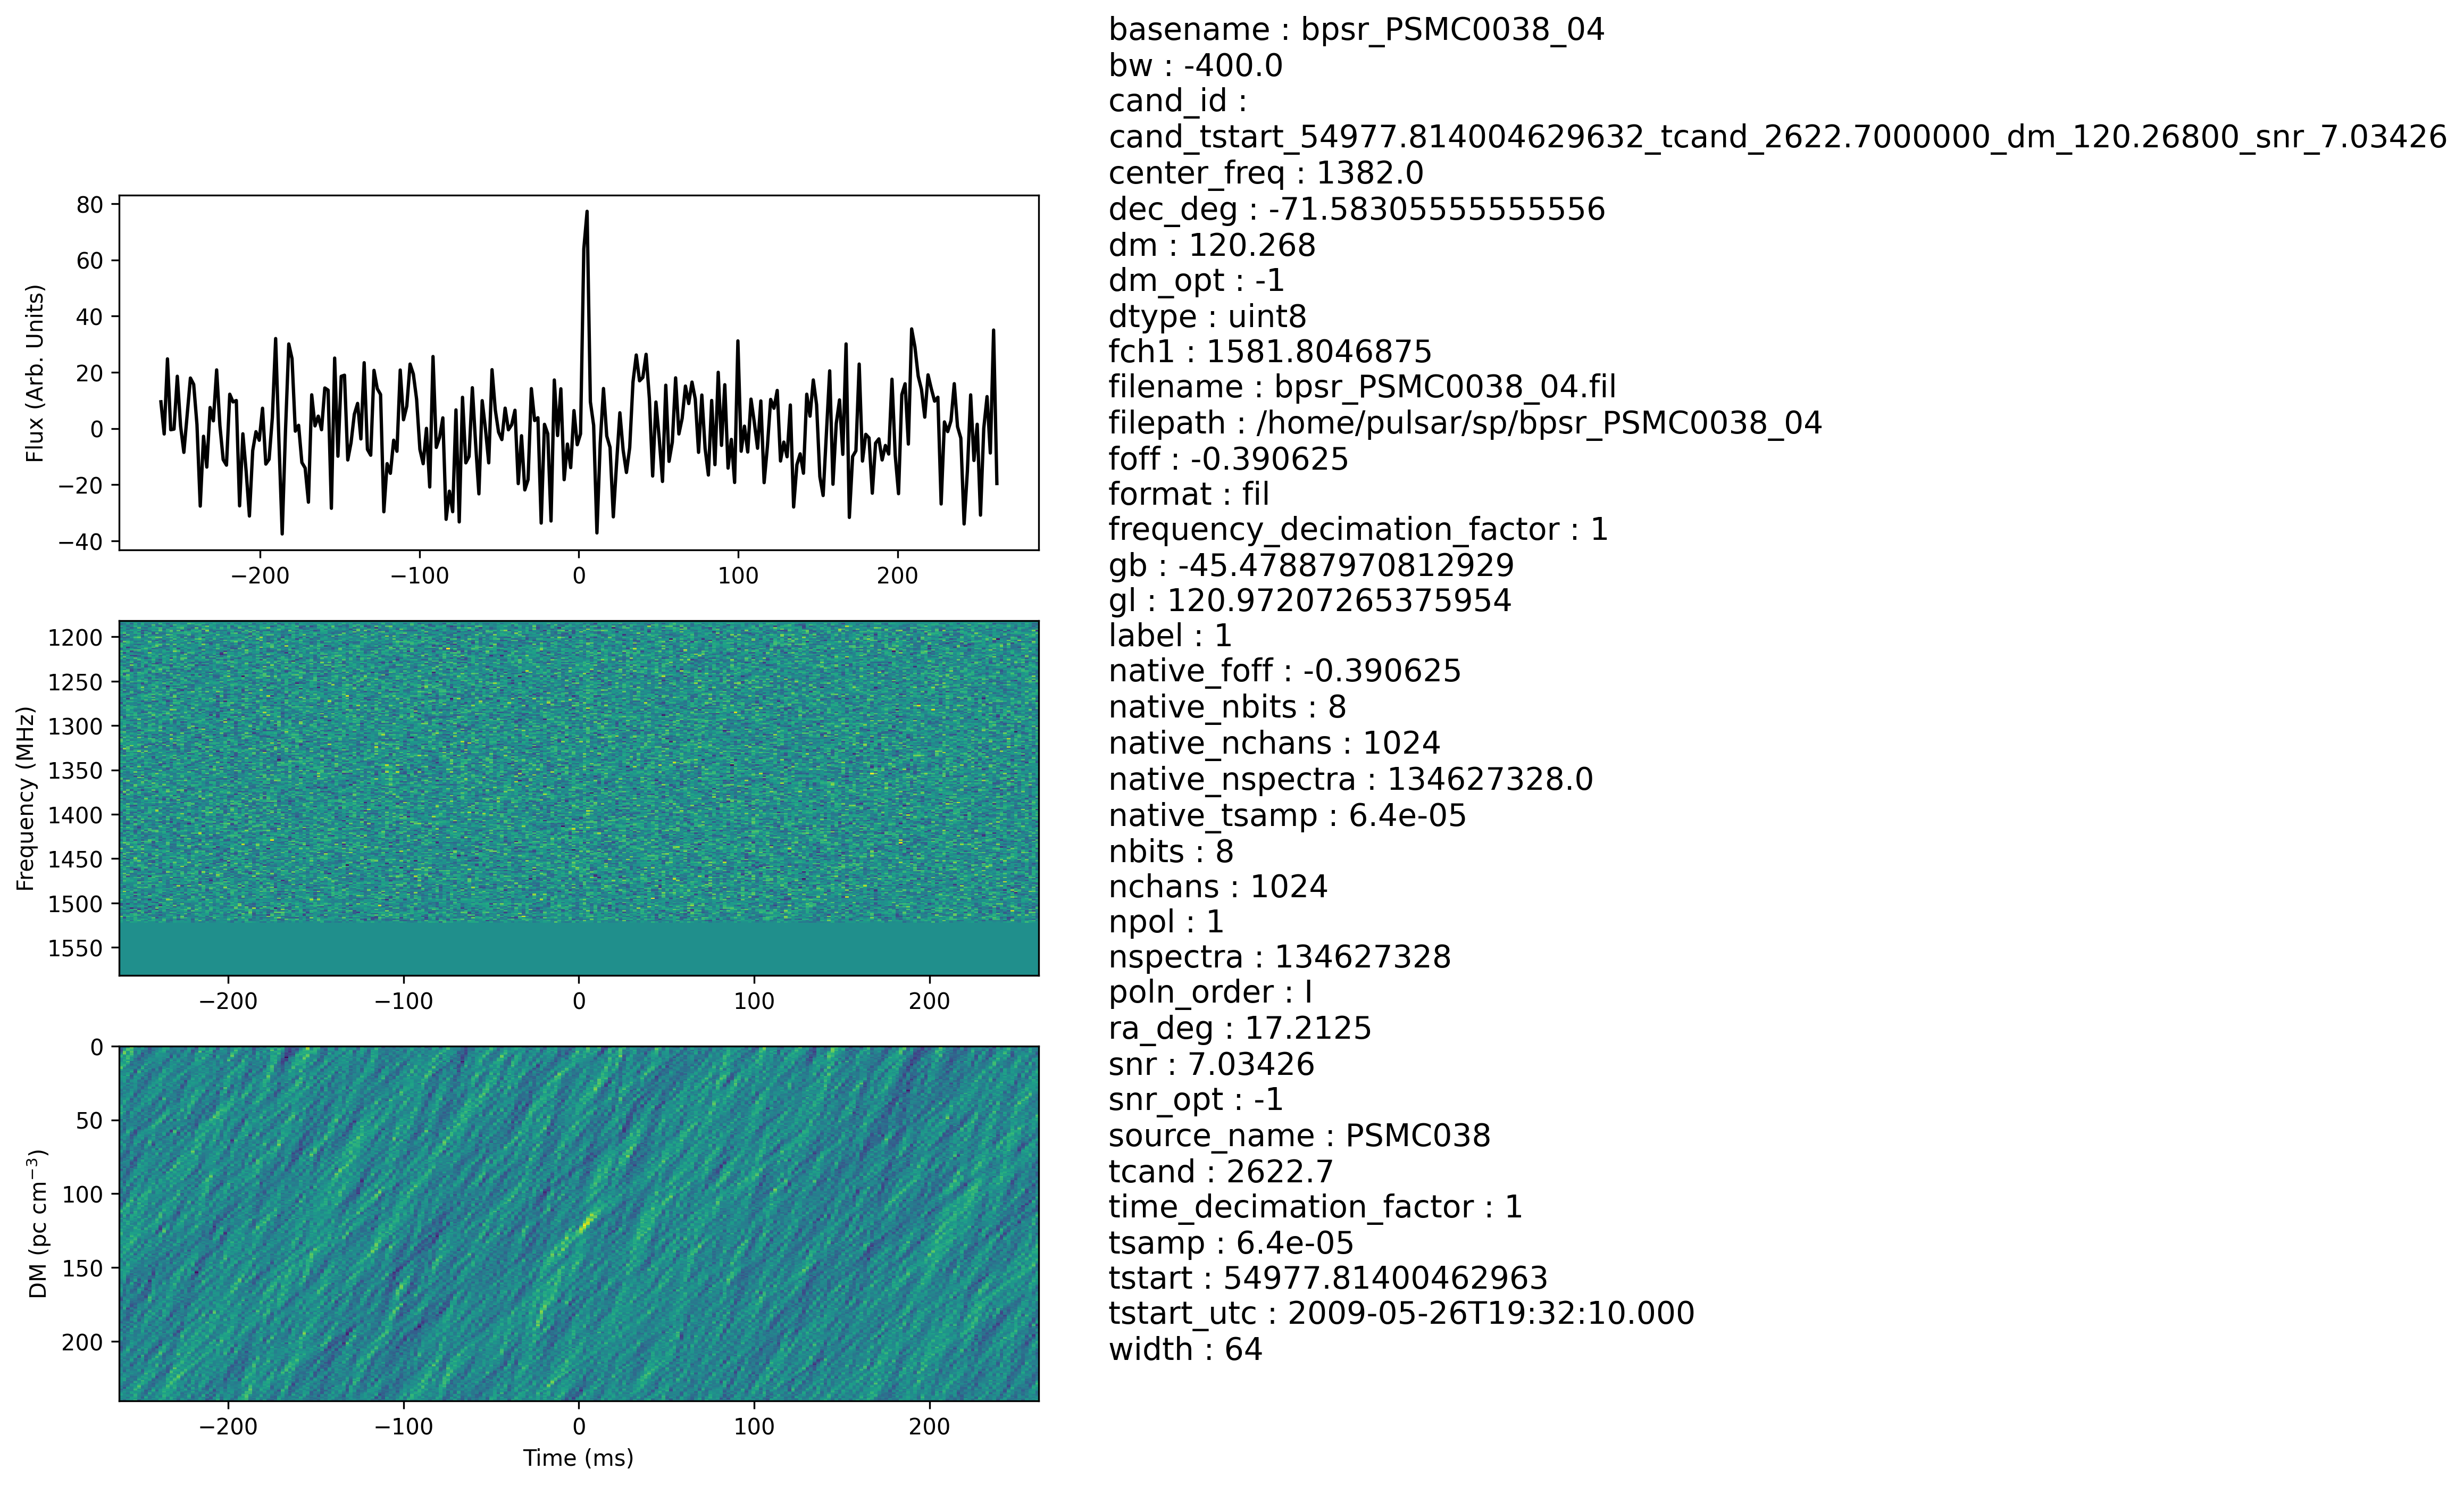 basename : bpsr_PSMC0038_04
bw : -400.0
cand_id :
cand_tstart_54977.814004629632_tcand_2622.7000000_dm_120.26800_snr_7.03426
center_freq : 1382.0
dec_deg : -71.58305555555556
dm : 120.268
dm_opt : -1
dtype : uint8
fch1 : 1581.8046875
filename : bpsr_PSMC0038_04.fil
filepath : /home/pulsar/sp/bpsr_PSMC0038_04
foff : -0.390625
format : fil
frequency_decimation_factor : 1
gb : -45.47887970812929
gl : 120.97207265375954
label : 1
native_foff : -0.390625
native_nbits : 8
native_nchans : 1024
native_nspectra : 134627328.0
native_tsamp : 6.4e-05
nbits : 8
nchans : 1024
npol : 1
nspectra : 134627328
poln_order : I
ra_deg : 17.2125
snr : 7.03426
snr_opt : -1
source_name : PSMC038
tcand : 2622.7
time_decimation_factor : 1
tsamp : 6.4e-05
tstart : 54977.81400462963
tstart_utc : 2009-05-26T19:32:10.000
width : 64
Flux (Arb. Units)
80
60
40
20
0
−20
−40
−200 −100 0 100 200
Frequency (MHz)
1200
1250
1300
1350
1400
1450
1500
1550
−200 −100 0 100 200
DM (pc cm⁻³)
0
50
100
150
200
−200 −100 0 100 200
Time (ms)